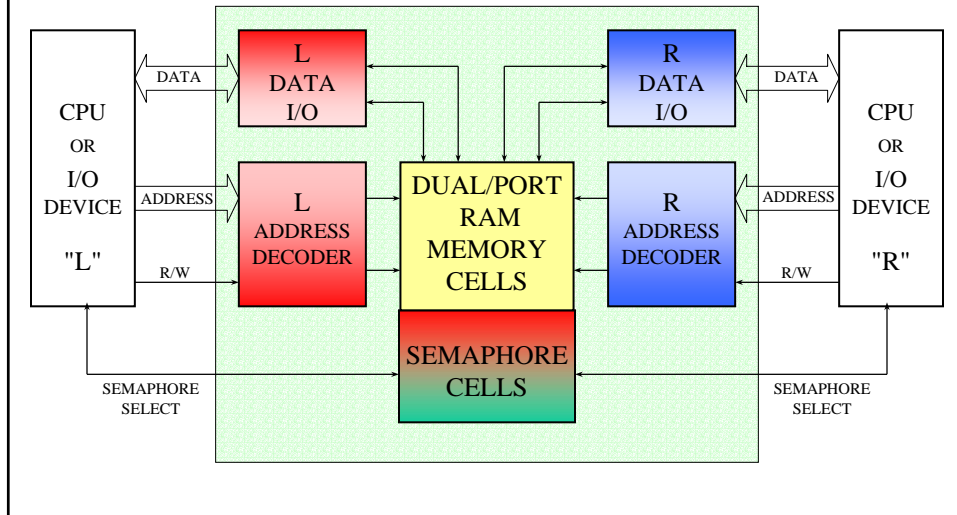 CPU
OR
I/O
DEVICE
"L"
DATA
ADDRESS
R/W
SEMAPHORE
SELECT
L
DATA
I/O
L
ADDRESS
DECODER
DUAL/PORT
RAM
MEMORY
CELLS
SEMAPHORE
CELLS
R
DATA
I/O
R
ADDRESS
DECODER
DATA
ADDRESS
R/W
SEMAPHORE
SELECT
CPU
OR
I/O
DEVICE
"R"